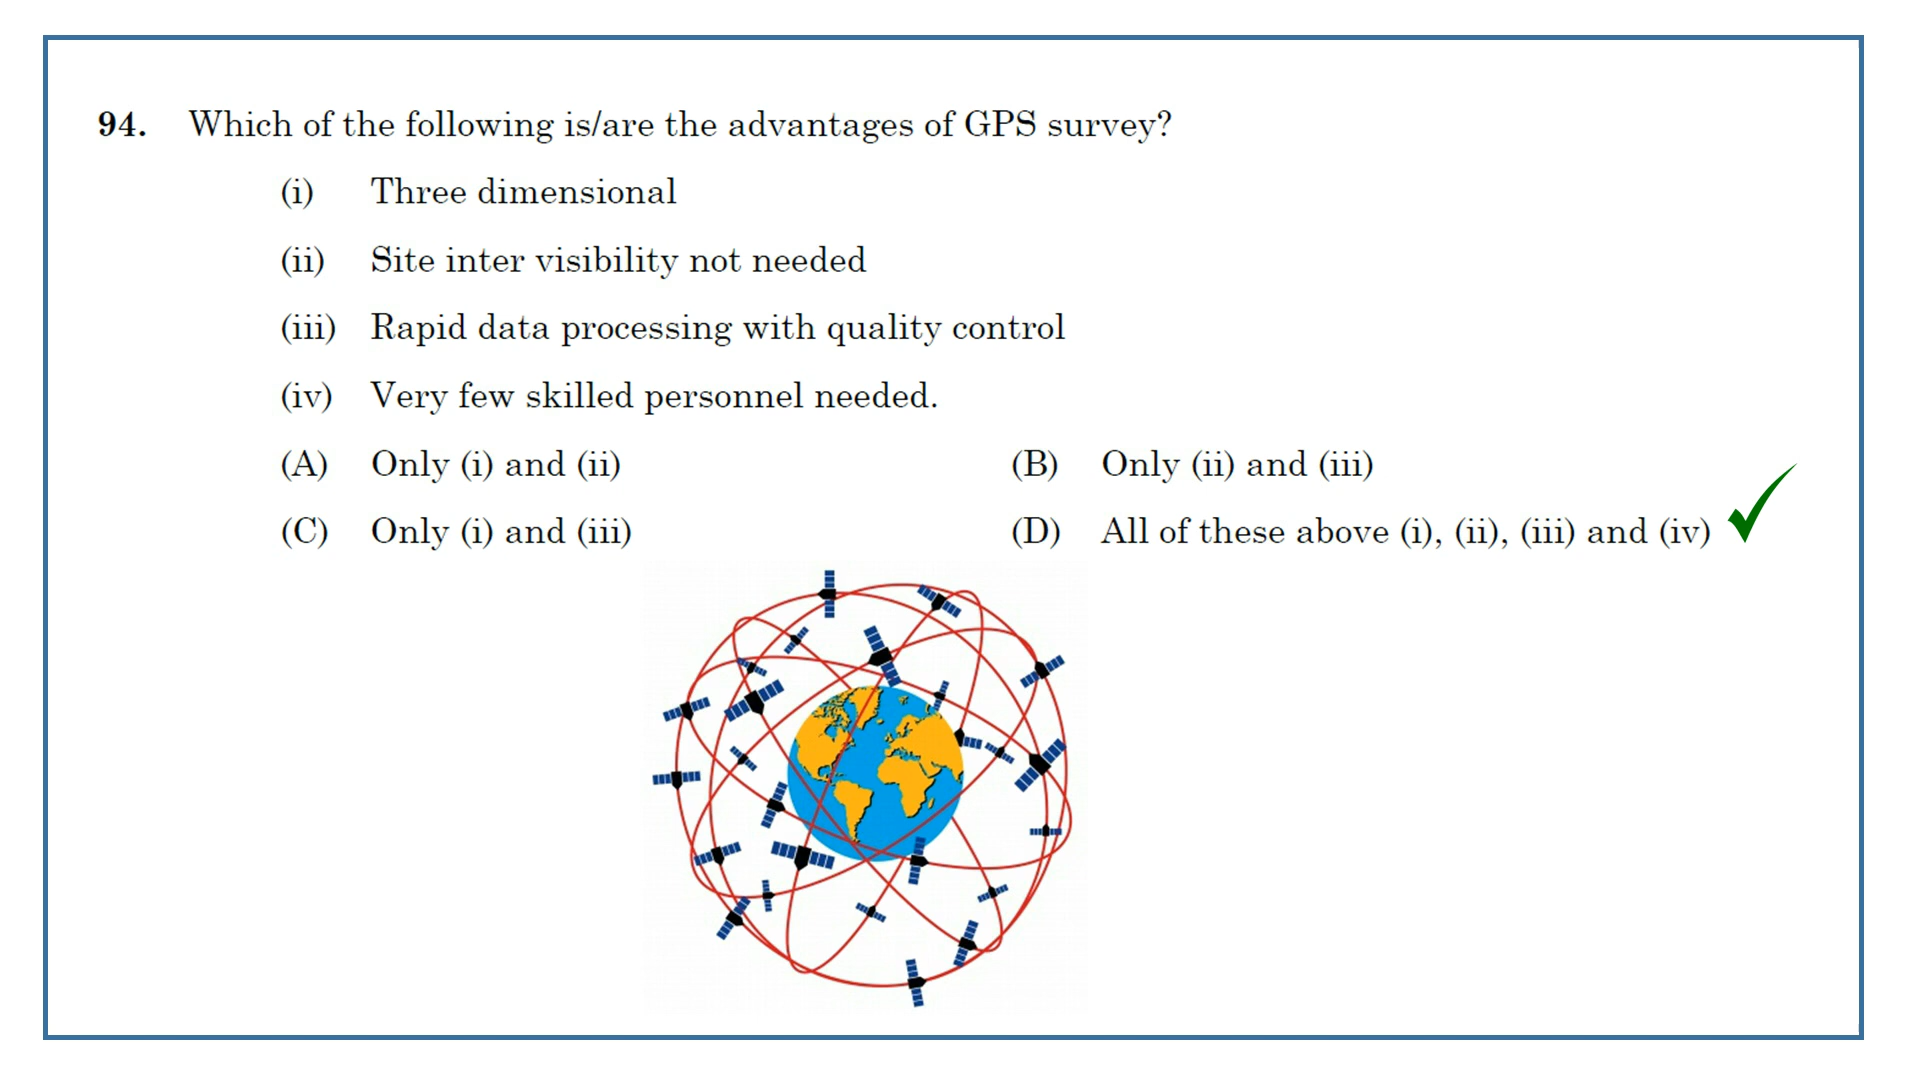 94. Which of the following is/are the advantages of GPS survey?
(i) Three dimensional
(ii) Site inter visibility not needed
(iii) Rapid data processing with quality control
(iv) Very few skilled personnel needed.
(A) Only (i) and (ii) (B) Only (ii) and (iii)
(C) Only (i) and (iii) (D) All of these above (i), (ii), (iii) and (iv)